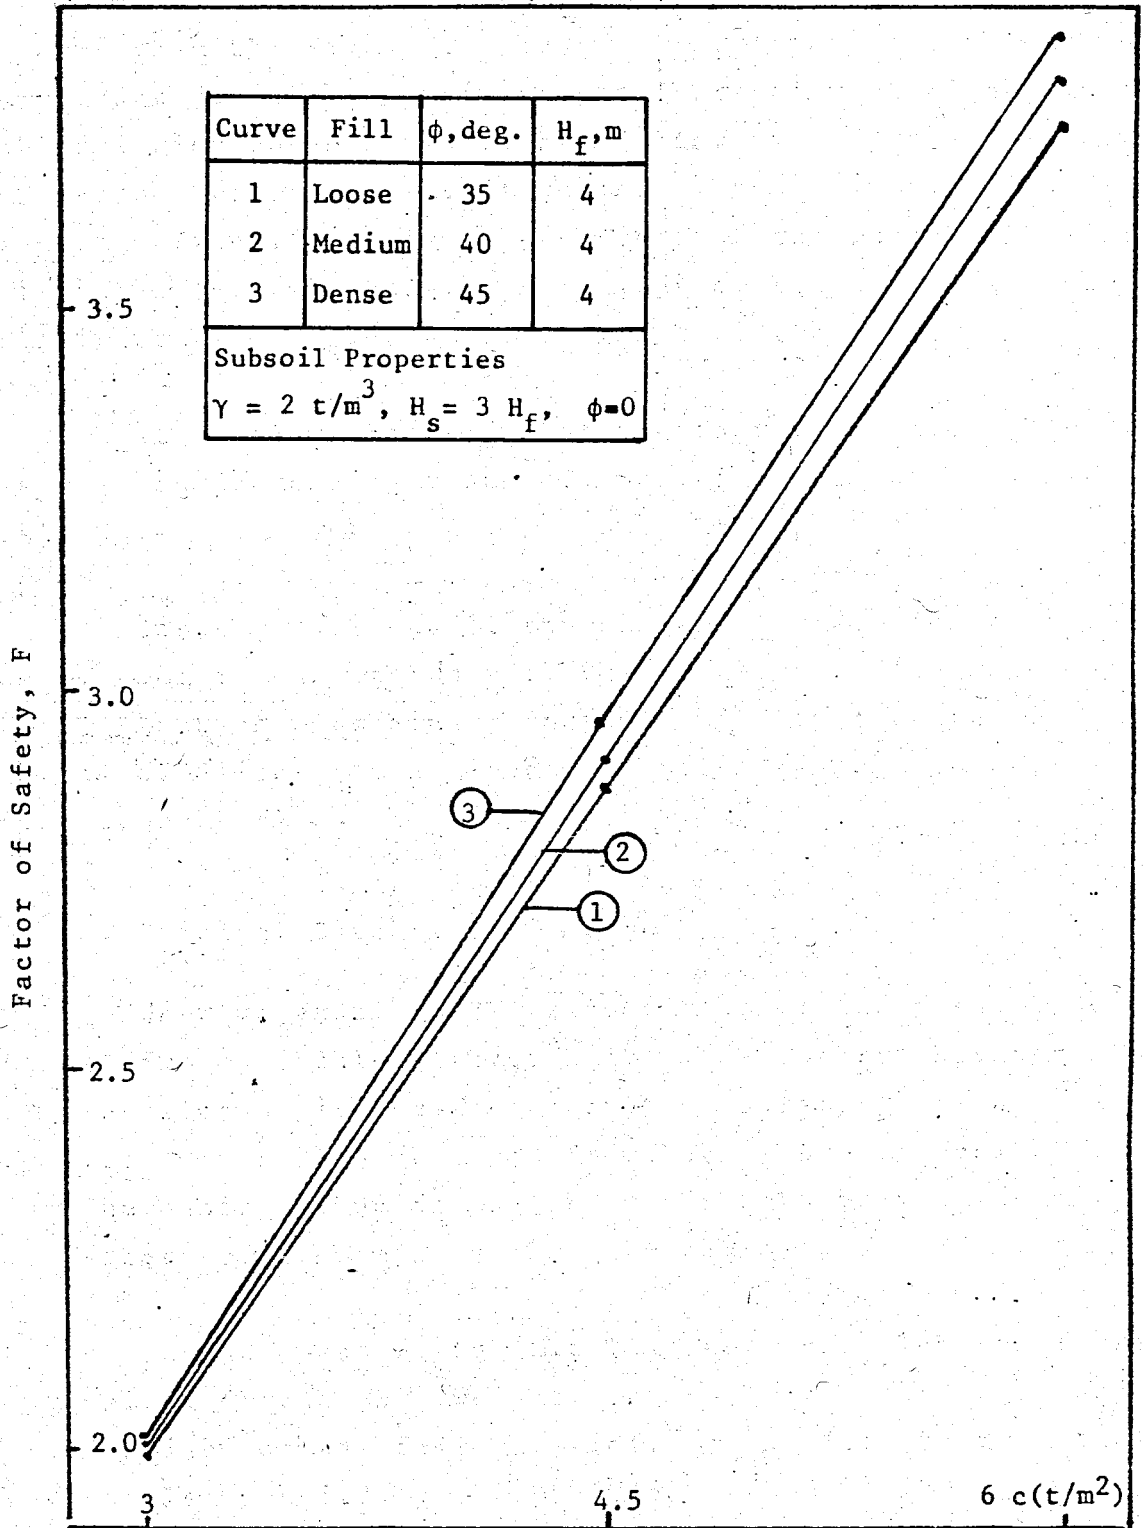 Curve Fill φ,deg. H_f,m
1 Loose 35 4
2 Medium 40 4
3 Dense 45 4
Subsoil Properties
γ = 2 t/m³, H_s= 3 H_f, φ=0
3.5
3.0
2.5
2.0
Factor of Safety, F
3
2
1
3 4.5 6 c(t/m²)